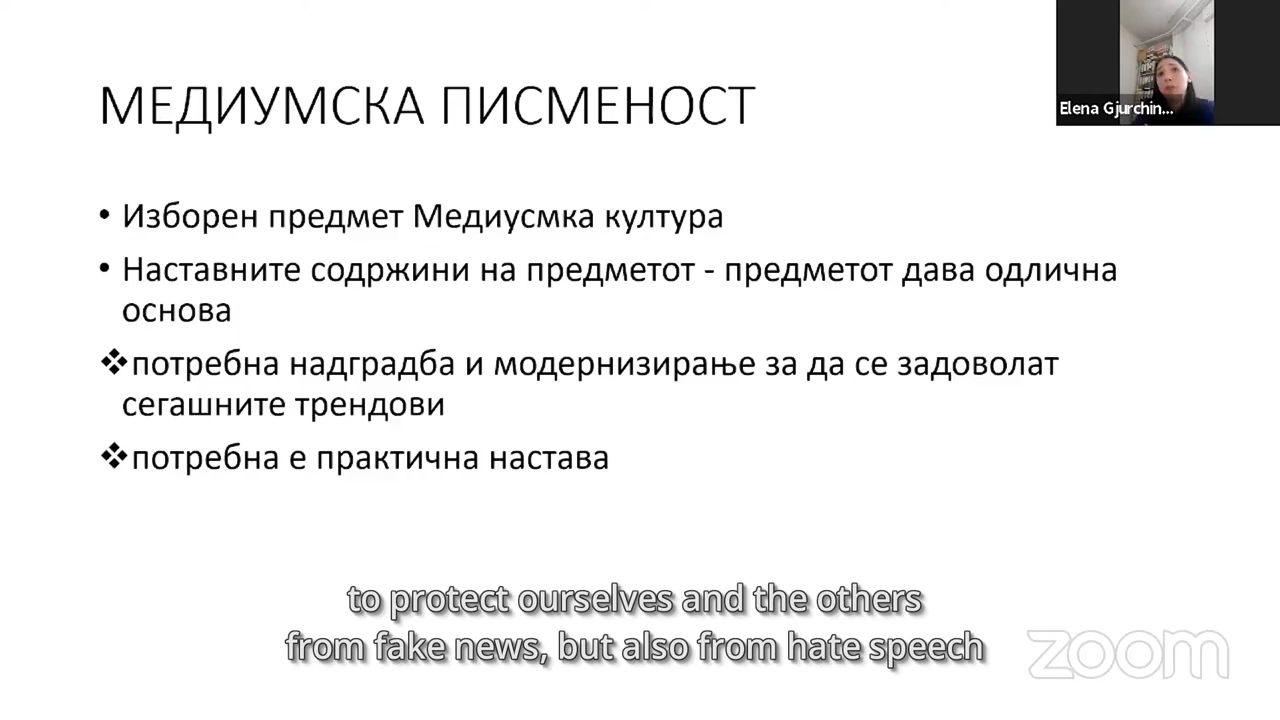 Elena Gjurchin...
МЕДИУМСКА ПИСМЕНОСТ
• Изборен предмет Медиусмка култура
• Наставните содржини на предметот - предметот дава одлична
основа
❖потребна надградба и модернизирање за да се задоволат
сегашните трендови
❖потребна е практична настава
to protect ourselves and the others
from fake news, but also from hate speech
zoom